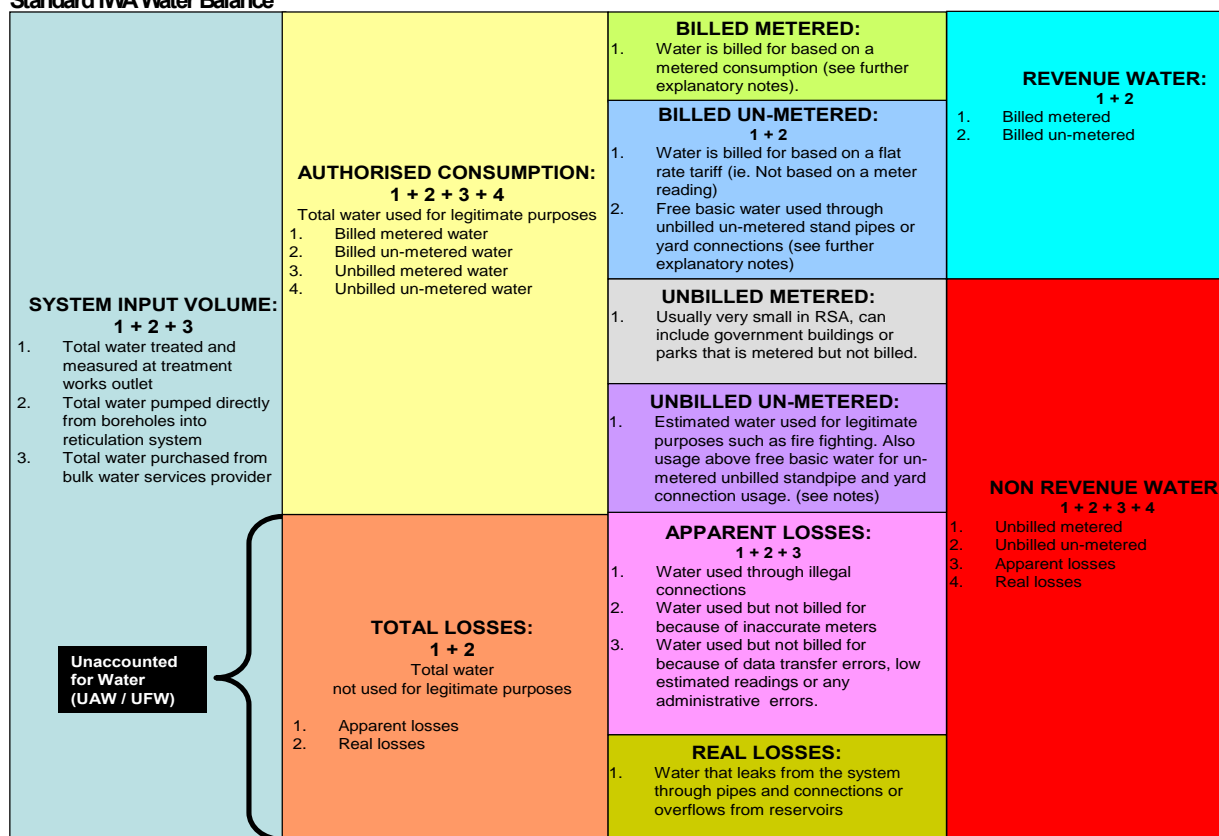 Standard IWA Water Balance
SYSTEM INPUT VOLUME:
1 + 2 + 3
1. Total water treated and
measured at treatment
works outlet
2. Total water pumped directly
from boreholes into
reticulation system
3. Total water purchased from
bulk water services provider
Unaccounted
for Water
(UAW / UFW)
AUTHORISED CONSUMPTION:
1 + 2 + 3 + 4
Total water used for legitimate purposes
1. Billed metered water
2. Billed un-metered water
3. Unbilled metered water
4. Unbilled un-metered water
TOTAL LOSSES:
1 + 2
Total water
not used for legitimate purposes
1. Apparent losses
2. Real losses
BILLED METERED:
1. Water is billed for based on a
metered consumption (see further
explanatory notes).
BILLED UN-METERED:
1 + 2
1. Water is billed for based on a flat
rate tariff (ie. Not based on a meter
reading)
2. Free basic water used through
unbilled un-metered stand pipes or
yard connections (see further
explanatory notes)
UNBILLED METERED:
1. Usually very small in RSA, can
include government buildings or
parks that is metered but not billed.
UNBILLED UN-METERED:
1. Estimated water used for legitimate
purposes such as fire fighting. Also
usage above free basic water for un-
metered unbilled standpipe and yard
connection usage. (see notes)
APPARENT LOSSES:
1 + 2 + 3
1. Water used through illegal
connections
2. Water used but not billed for
because of inaccurate meters
3. Water used but not billed for
because of data transfer errors, low
estimated readings or any
administrative errors.
REAL LOSSES:
1. Water that leaks from the system
through pipes and connections or
overflows from reservoirs
REVENUE WATER:
1 + 2
1. Billed metered
2. Billed un-metered
NON REVENUE WATER
1 + 2 + 3 + 4
1. Unbilled metered
2. Unbilled un-metered
3. Apparent losses
4. Real losses